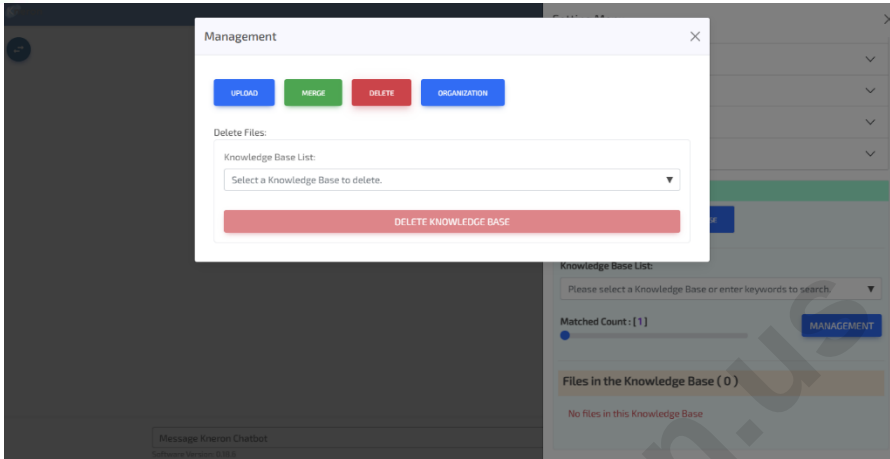 Management
UPLOAD
MERGE
DELETE
ORGANIZATION
Delete Files:
Knowledge Base List:
Select a Knowledge Base to delete.
DELETE KNOWLEDGE BASE
Knowledge Base List:
Please select a Knowledge Base or enter keywords to search.
Matched Count : [ 1 ]
MANAGEMENT
Files in the Knowledge Base ( 0 )
No files in this Knowledge Base
Message Kneron Chatbot
Software Version: